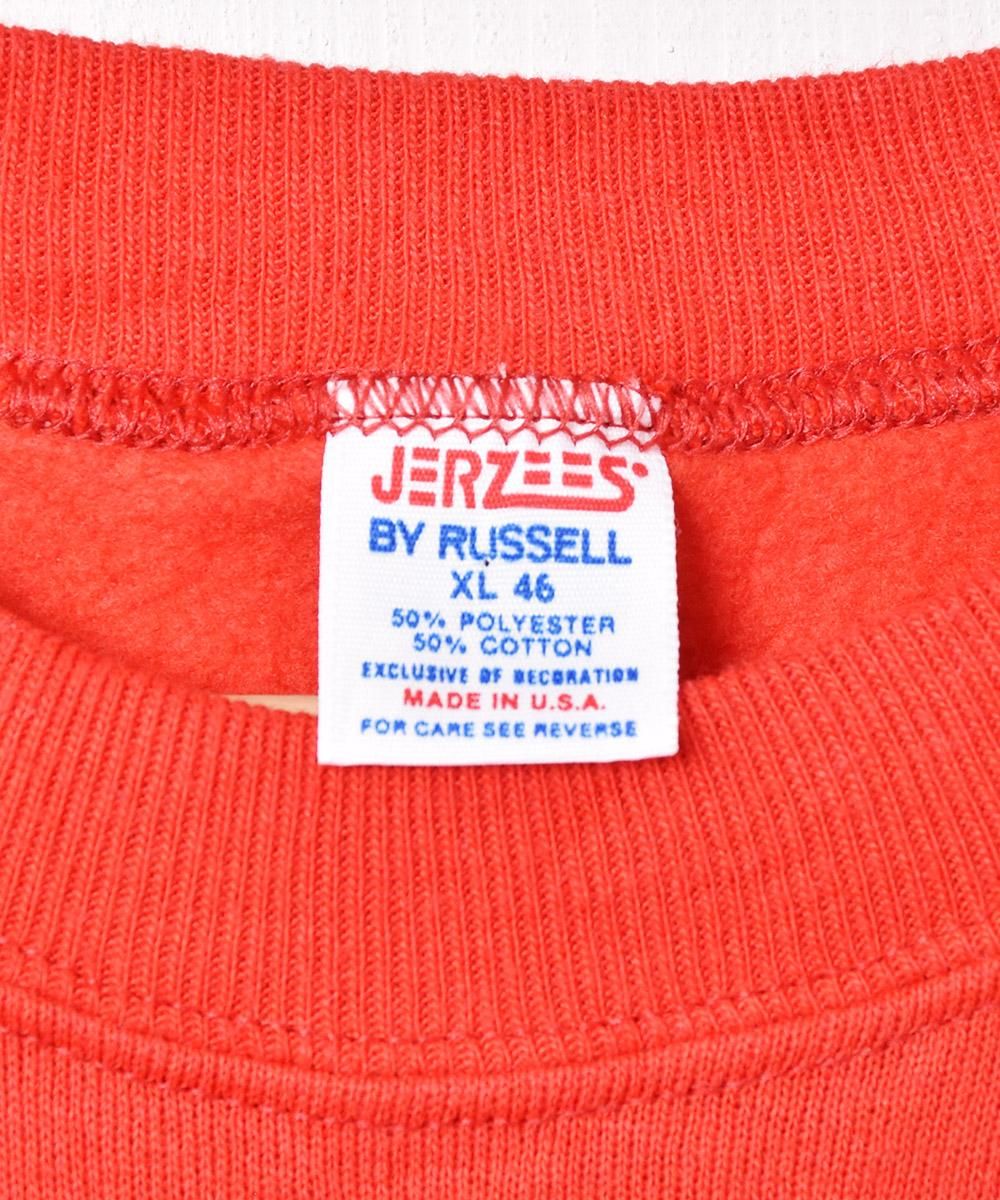 JERZEES
BY RUSSELL
XL 46
50% POLYESTER
50% COTTON
EXCLUSIVE OF DECORATION
MADE IN U.S.A.
FOR CARE SEE REVERSE